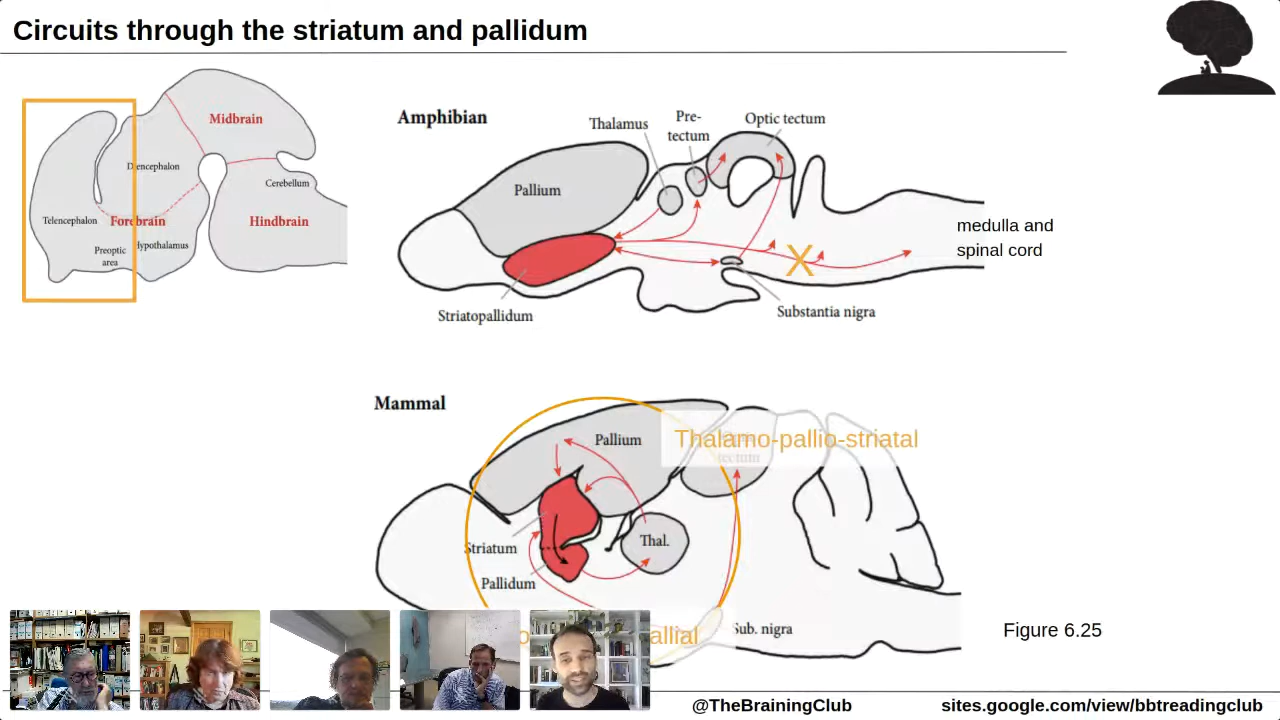 Circuits through the striatum and pallidum
Midbrain
Diencephalon
Cerebellum
Telencephalon
Forebrain
Hindbrain
Preoptic
area
Hypothalamus
Amphibian
Thalamus
Pre-
tectum
Optic tectum
Pallium
medulla and
spinal cord
X
Striatopallidum
Substantia nigra
Mammal
Pallium
Thalamo-pallio-striatal
tectum
Thal.
Striatum
Pallidum
Sub. nigra
Figure 6.25
@TheBrainingClub
sites.google.com/view/bbtreadingclub